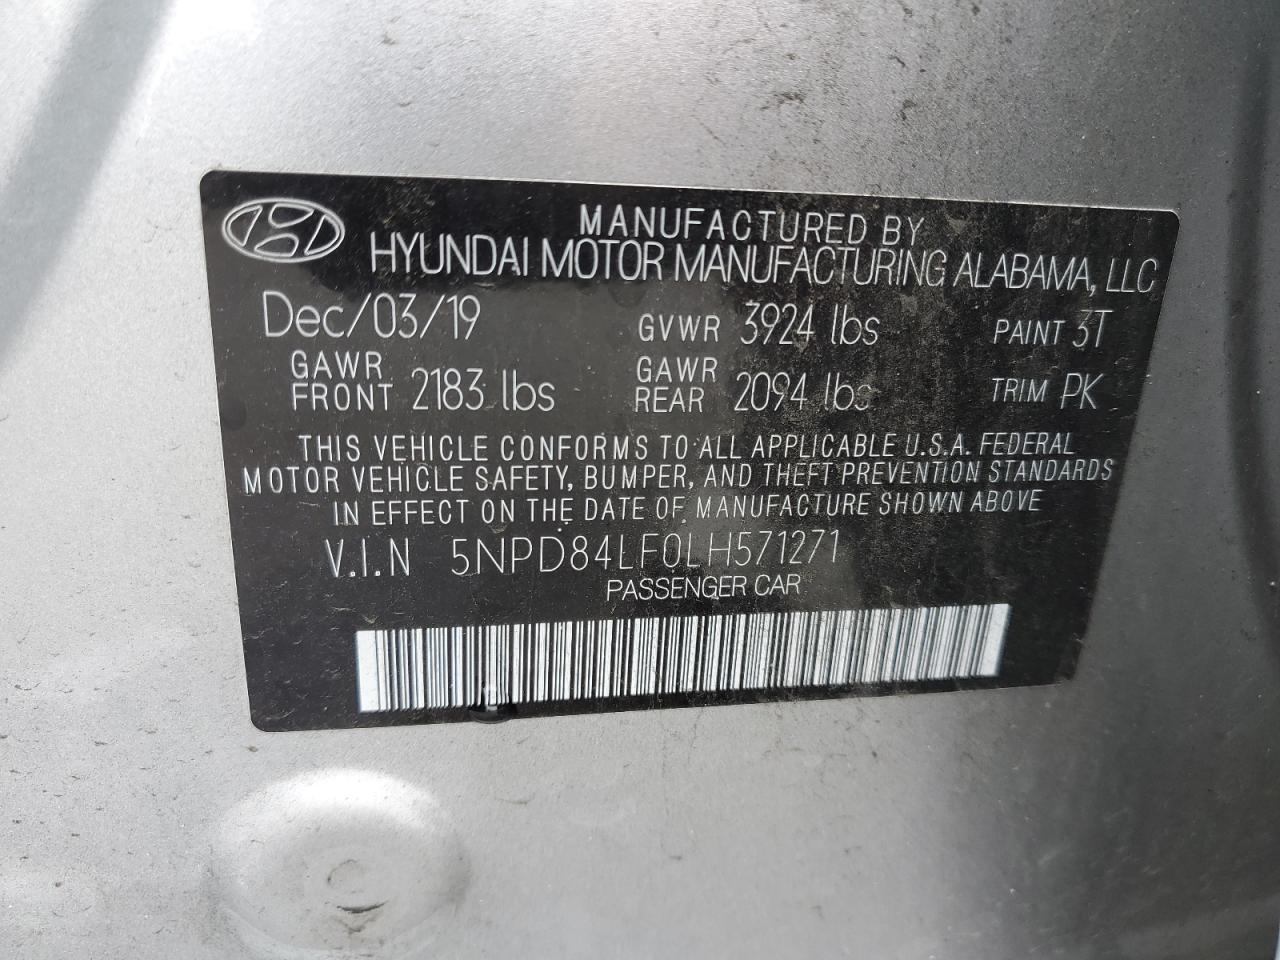 MANUFACTURED BY
HYUNDAI MOTOR MANUFACTURING ALABAMA, LLC
Dec/03/19 GVWR 3924 lbs PAINT 3T
GAWR FRONT 2183 lbs GAWR REAR 2094 lbs TRIM PK
THIS VEHICLE CONFORMS TO ALL APPLICABLE U.S.A. FEDERAL
MOTOR VEHICLE SAFETY, BUMPER, AND THEFT PREVENTION STANDARDS
IN EFFECT ON THE DATE OF MANUFACTURE SHOWN ABOVE
V.I.N 5NPD84LF0LH571271
PASSENGER CAR